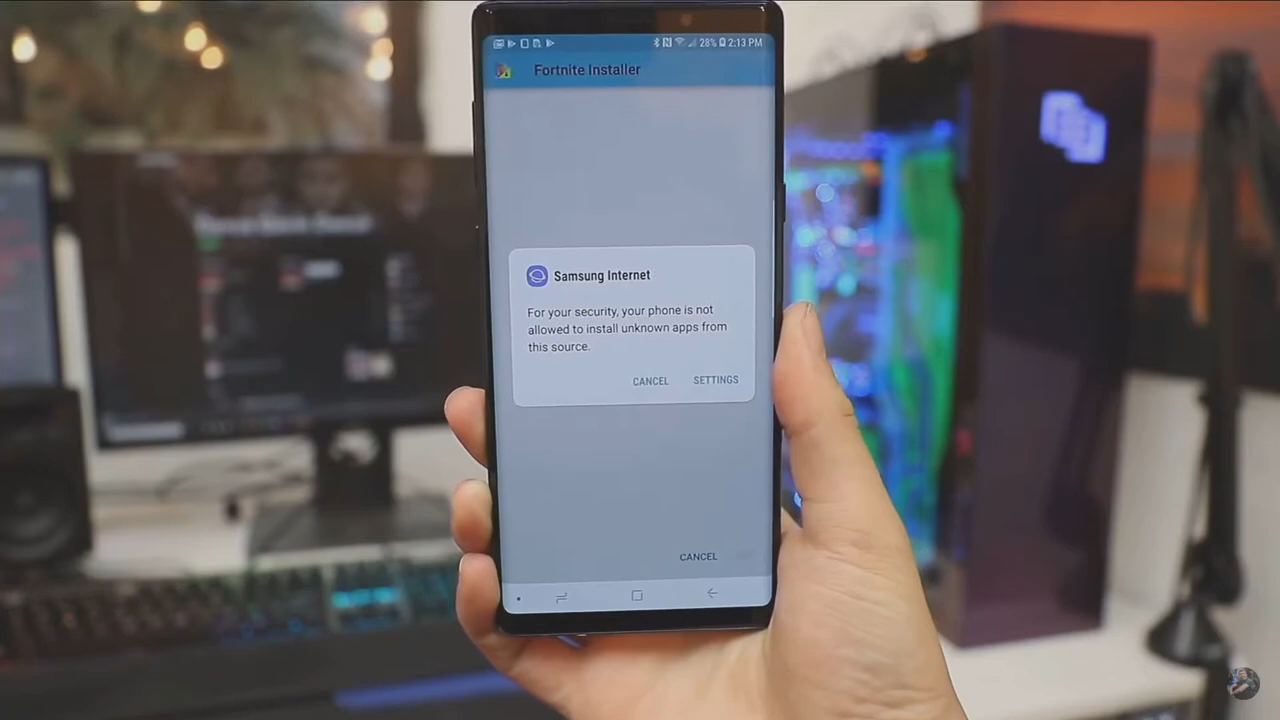 28% 2:13 PM
Fortnite Installer
Samsung Internet
For your security, your phone is not
allowed to install unknown apps from
this source.
CANCEL SETTINGS
CANCEL